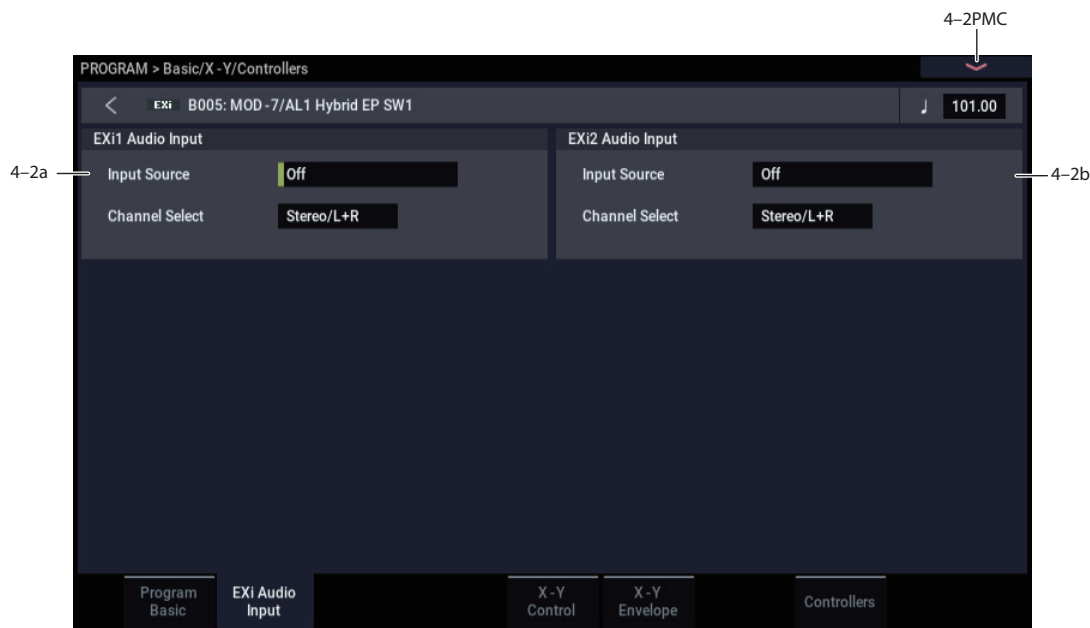 4–2PMC
PROGRAM > Basic/X-Y/Controllers
EXi B005: MOD-7/AL1 Hybrid EP SW1
♩ 101.00
EXi1 Audio Input
EXi2 Audio Input
4–2a
Input Source Off
Input Source Off
4–2b
Channel Select Stereo/L+R
Channel Select Stereo/L+R
Program Basic
EXi Audio Input
X-Y Control
X-Y Envelope
Controllers